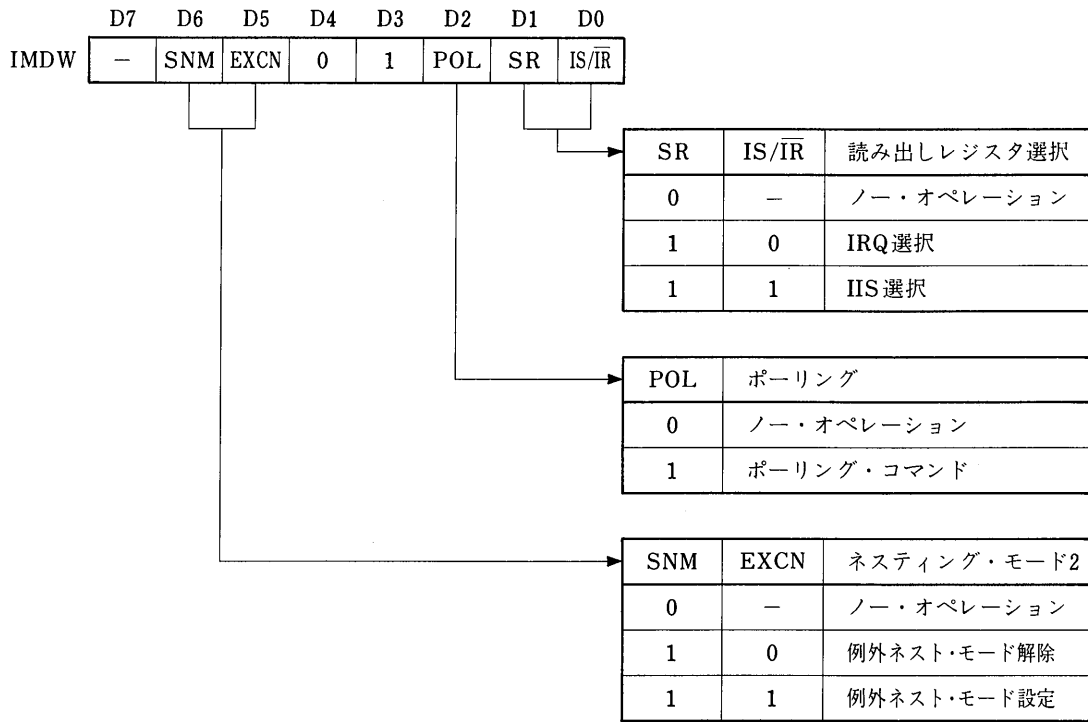 D7 D6 D5 D4 D3 D2 D1 D0
IMDW – SNM EXCN 0 1 POL SR IS/I̅R̅
SR IS/I̅R̅ 読み出しレジスタ選択
0 – ノー・オペレーション
1 0 IRQ選択
1 1 IIS選択
POL ポーリング
0 ノー・オペレーション
1 ポーリング・コマンド
SNM EXCN ネスティング・モード2
0 – ノー・オペレーション
1 0 例外ネスト・モード解除
1 1 例外ネスト・モード設定